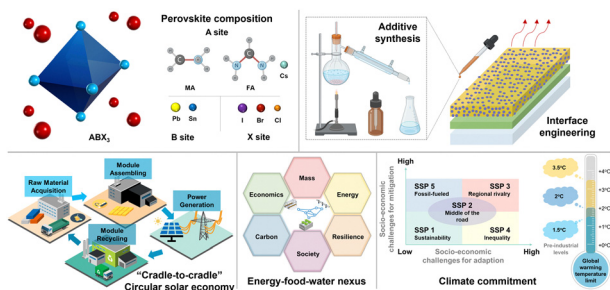 Perovskite composition
A site
H
C
N
MA
FA
Cs
ABX₃
Pb
Sn
I
Br
Cl
B site
X site
Additive
synthesis
Interface
engineering
Module
Assembling
Raw Material
Acquisition
Power
Generation
Module
Recycling
"Cradle-to-cradle"
Circular solar economy
Mass
Economics
Energy
Carbon
Resilience
Society
Energy-food-water nexus
High
Socio-economic
challenges for mitigation
SSP 5
Fossil-fueled
SSP 3
Regional rivalry
SSP 2
Middle of the
road
SSP 1
Sustainability
SSP 4
Inequality
Low
High
Socio-economic
challenges for adaption
Climate commitment
3.5°C
2°C
1.5°C
Pre-industrial
levels
+4°C
+3°C
+2°C
+1°C
+0°C
Global
warming
temperature
limit